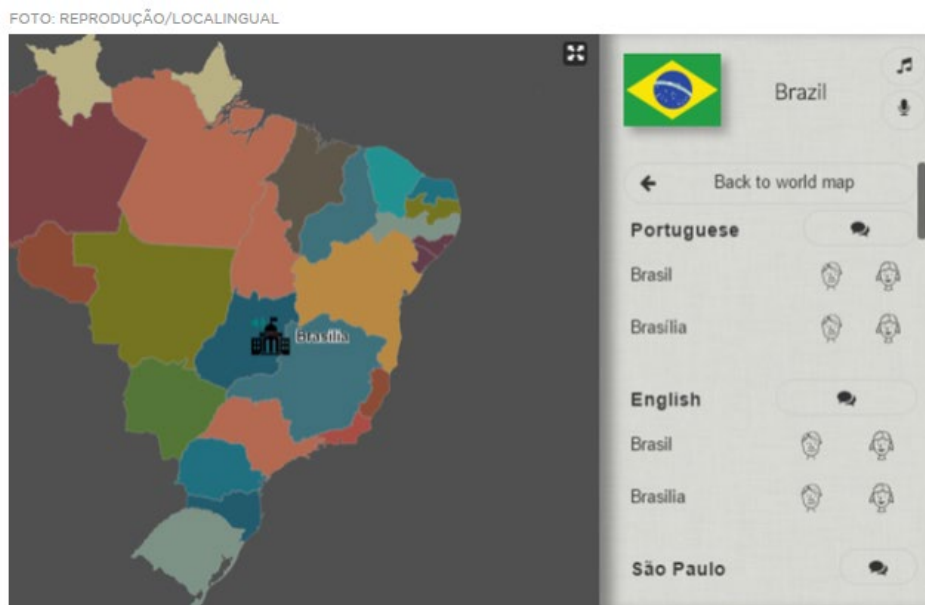 FOTO: REPRODUÇÃO/LOCALINGUAL
Brazil
Back to world map
Portuguese
Brasil
Brasília
English
Brasil
Brasilia
São Paulo
Brasília